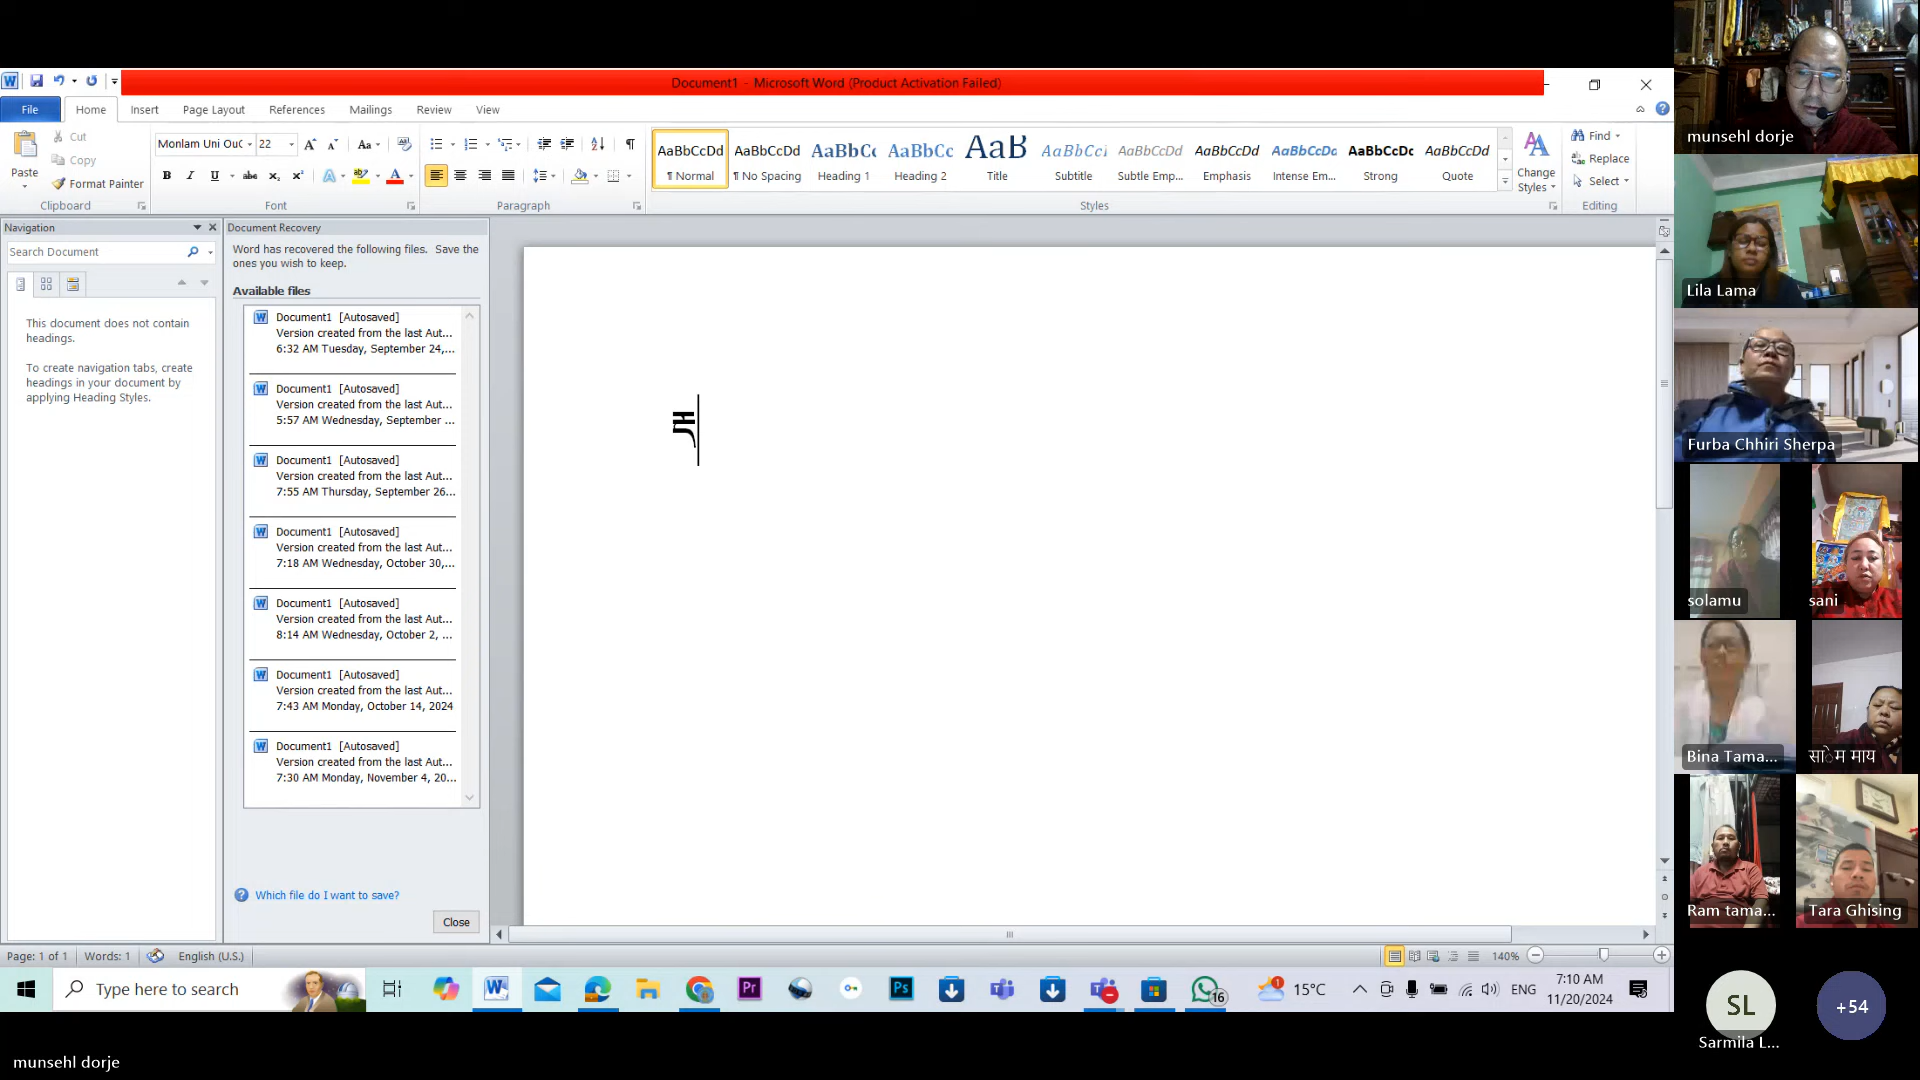 Document1 - Microsoft Word (Product Activation Failed)
File Home Insert Page Layout References Mailings Review View
Cut
Copy
Format Painter
Paste
Clipboard
Monlam Uni OuC 22
Font
Paragraph
AaBbCcDd AaBbCcDd AaBbCc AaBbCc AaB AaBbCcI AaBbCcDd AaBbCcDd AaBbCcDc AaBbCcDc AaBbCcDd
¶ Normal ¶ No Spacing Heading 1 Heading 2 Title Subtitle Subtle Emp... Emphasis Intense Em... Strong Quote
Change
Styles
Styles
Find
Replace
Select
Editing
Navigation
Search Document
This document does not contain
headings.
To create navigation tabs, create
headings in your document by
applying Heading Styles.
Document Recovery
Word has recovered the following files. Save the
ones you wish to keep.
Available files
Document1 [Autosaved]
Version created from the last Aut...
6:32 AM Tuesday, September 24,...
Document1 [Autosaved]
Version created from the last Aut...
5:57 AM Wednesday, September ...
Document1 [Autosaved]
Version created from the last Aut...
7:55 AM Thursday, September 26...
Document1 [Autosaved]
Version created from the last Aut...
7:18 AM Wednesday, October 30,...
Document1 [Autosaved]
Version created from the last Aut...
8:14 AM Wednesday, October 2, ...
Document1 [Autosaved]
Version created from the last Aut...
7:43 AM Monday, October 14, 2024
Document1 [Autosaved]
Version created from the last Aut...
7:30 AM Monday, November 4, 20...
Which file do I want to save?
Close
Page: 1 of 1 Words: 1 English (U.S.) 140%
Type here to search
Pr
Ps
16
1
15°C
ENG
7:10 AM
11/20/2024
munsehl dorje
Lila Lama
Furba Chhiri Sherpa
solamu
sani
Bina Tama...
साेम माय
Ram tama...
Tara Ghising
SL
+54
Sarmila L...
munsehl dorje